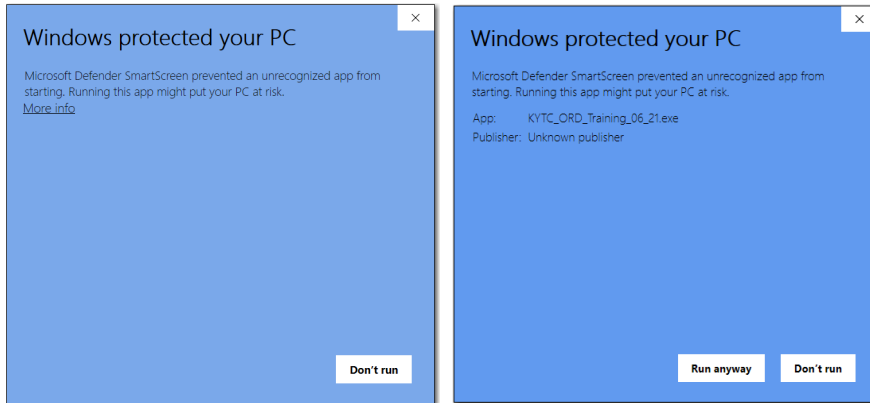 Windows protected your PC
Microsoft Defender SmartScreen prevented an unrecognized app from
starting. Running this app might put your PC at risk.
More info
Don't run
Windows protected your PC
Microsoft Defender SmartScreen prevented an unrecognized app from
starting. Running this app might put your PC at risk.
App: KYTC_ORD_Training_06_21.exe
Publisher: Unknown publisher
Run anyway Don't run